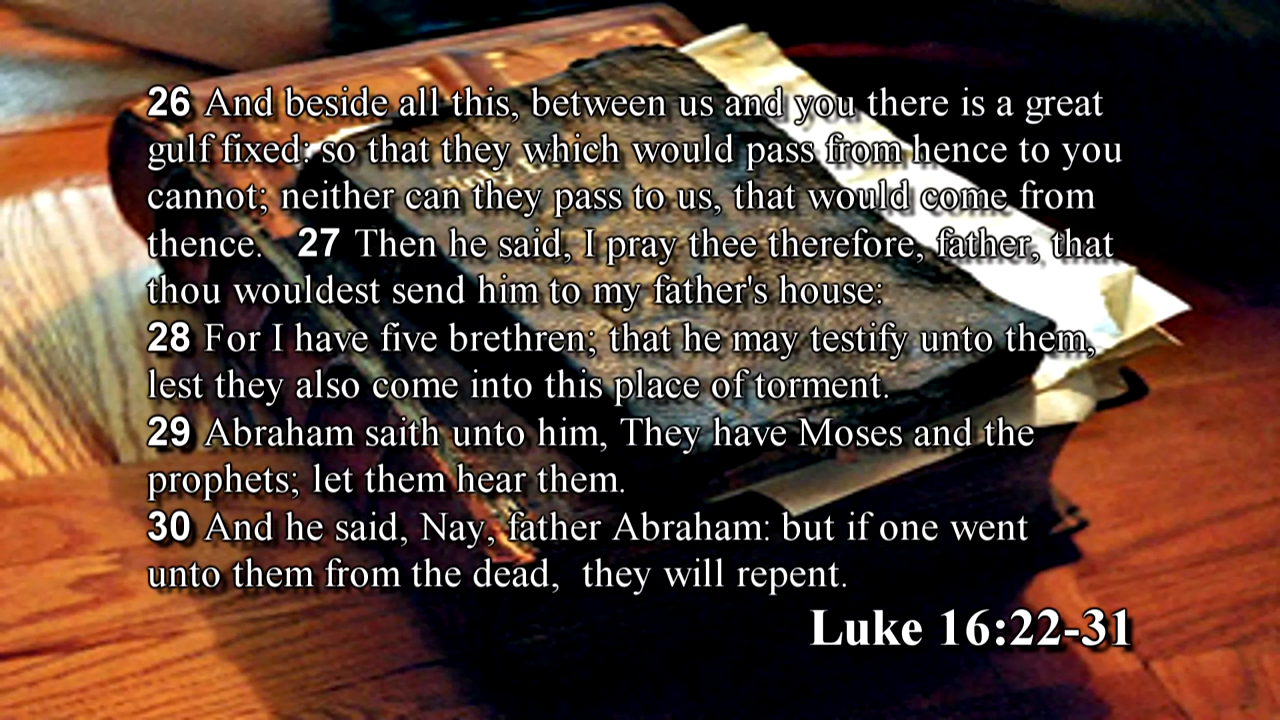 26 And beside all this, between us and you there is a great
gulf fixed: so that they which would pass from hence to you
cannot; neither can they pass to us, that would come from
thence. 27 Then he said, I pray thee therefore, father, that
thou wouldest send him to my father's house:
28 For I have five brethren; that he may testify unto them,
lest they also come into this place of torment.
29 Abraham saith unto him, They have Moses and the
prophets; let them hear them.
30 And he said, Nay, father Abraham: but if one went
unto them from the dead, they will repent.
Luke 16:22-31